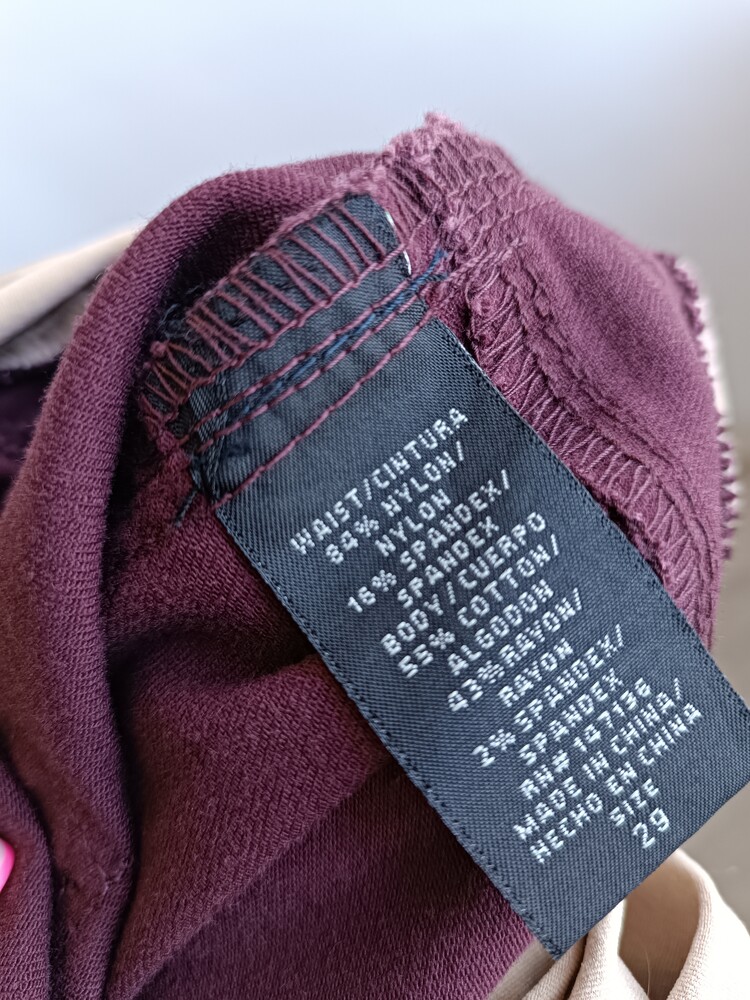 WAIST/CINTURA
84% NYLON/
NYLON
16% SPANDEX/
SPANDEX
BODY/CUERPO
55% COTTON/
ALGODON
43%RAYON/
RAYON
2% SPANDEX/
SPANDEX
RN# 147136
MADE IN CHINA/
HECHO EN CHINA
SIZE
29